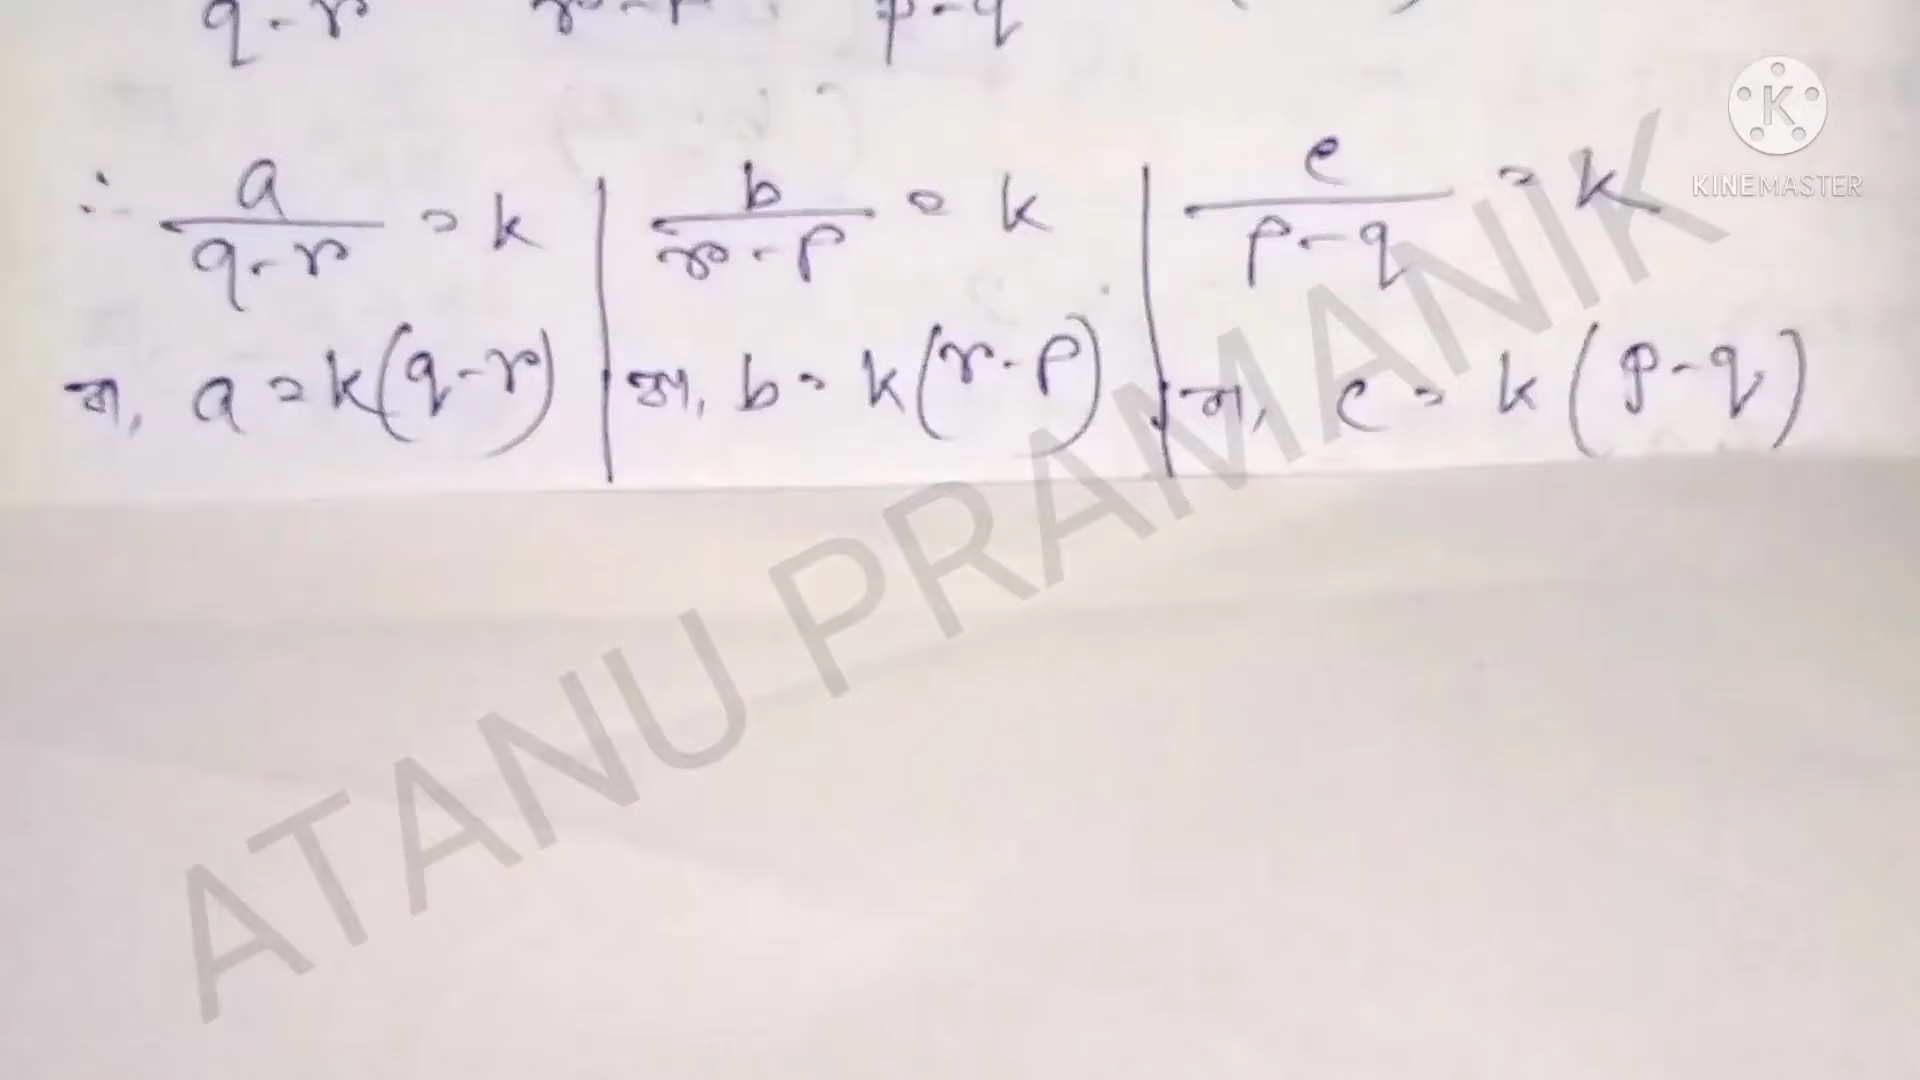 q-r r-p p-q
∴ a/(q-r) = k | b/(r-p) = k | c/(p-q) = k
বা, a = k(q-r) | বা, b = k(r-p) | বা, c = k(p-q)
KINEMASTER
ATANU PRAMANIK